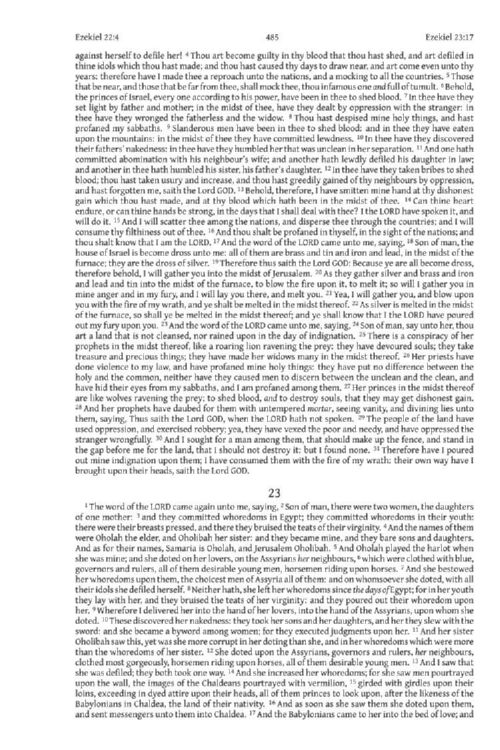 Ezekiel 22:4 485 Ezekiel 23:17
against herself to defile her! 4 Thou art become guilty in thy blood that thou hast shed, and art defiled in
thine idols which thou hast made; and thou hast caused thy days to draw near, and art come even unto thy
years: therefore have I made thee a reproach unto the nations, and a mocking to all the countries. 5 Those
that be near, and those that be far from thee, shall mock thee, thou infamous one and full of tumult. 6 Behold,
the princes of Israel, every one according to his power, have been in thee to shed blood. 7 In thee have they
set light by father and mother; in the midst of thee, have they dealt by oppression with the stranger: in
thee have they wronged the fatherless and the widow. 8 Thou hast despised mine holy things, and hast
profaned my sabbaths. 9 Slanderous men have been in thee to shed blood: and in thee they have eaten
upon the mountains: in the midst of thee they have committed lewdness. 10 In thee have they discovered
their fathers' nakedness: in thee have they humbled her that was unclean in her separation. 11 And one hath
committed abomination with his neighbour's wife; and another hath lewdly defiled his daughter in law;
and another in thee hath humbled his sister, his father's daughter. 12 In thee have they taken bribes to shed
blood; thou hast taken usury and increase, and thou hast greedily gained of thy neighbours by oppression,
and hast forgotten me, saith the Lord GOD. 13 Behold, therefore, I have smitten mine hand at thy dishonest
gain which thou hast made, and at thy blood which hath been in the midst of thee. 14 Can thine heart
endure, or can thine hands be strong, in the days that I shall deal with thee? I the LORD have spoken it, and
will do it. 15 And I will scatter thee among the nations, and disperse thee through the countries; and I will
consume thy filthiness out of thee. 16 And thou shalt be profaned in thyself, in the sight of the nations; and
thou shalt know that I am the LORD. 17 And the word of the LORD came unto me, saying, 18 Son of man, the
house of Israel is become dross unto me: all of them are brass and tin and iron and lead, in the midst of the
furnace; they are the dross of silver. 19 Therefore thus saith the Lord GOD: Because ye are all become dross,
therefore behold, I will gather you into the midst of Jerusalem. 20 As they gather silver and brass and iron
and lead and tin into the midst of the furnace, to blow the fire upon it, to melt it; so will I gather you in
mine anger and in my fury, and I will lay you there, and melt you. 21 Yea, I will gather you, and blow upon
you with the fire of my wrath, and ye shall be melted in the midst thereof. 22 As silver is melted in the midst
of the furnace, so shall ye be melted in the midst thereof; and ye shall know that I the LORD have poured
out my fury upon you. 23 And the word of the LORD came unto me, saying, 24 Son of man, say unto her, thou
art a land that is not cleansed, nor rained upon in the day of indignation. 25 There is a conspiracy of her
prophets in the midst thereof, like a roaring lion ravening the prey: they have devoured souls; they take
treasure and precious things; they have made her widows many in the midst thereof. 26 Her priests have
done violence to my law, and have profaned mine holy things: they have put no difference between the
holy and the common, neither have they caused men to discern between the unclean and the clean, and
have hid their eyes from my sabbaths, and I am profaned among them. 27 Her princes in the midst thereof
are like wolves ravening the prey; to shed blood, and to destroy souls, that they may get dishonest gain.
28 And her prophets have daubed for them with untempered mortar, seeing vanity, and divining lies unto
them, saying, Thus saith the Lord GOD, when the LORD hath not spoken. 29 The people of the land have
used oppression, and exercised robbery; yea, they have vexed the poor and needy, and have oppressed the
stranger wrongfully. 30 And I sought for a man among them, that should make up the fence, and stand in
the gap before me for the land, that I should not destroy it: but I found none. 31 Therefore have I poured
out mine indignation upon them; I have consumed them with the fire of my wrath: their own way have I
brought upon their heads, saith the Lord GOD.
23
1 The word of the LORD came again unto me, saying, 2 Son of man, there were two women, the daughters
of one mother: 3 and they committed whoredoms in Egypt; they committed whoredoms in their youth:
there were their breasts pressed, and there they bruised the teats of their virginity. 4 And the names of them
were Oholah the elder, and Oholibah her sister: and they became mine, and they bare sons and daughters.
And as for their names, Samaria is Oholah, and Jerusalem Oholibah. 5 And Oholah played the harlot when
she was mine; and she doted on her lovers, on the Assyrians her neighbours, 6 which were clothed with blue,
governors and rulers, all of them desirable young men, horsemen riding upon horses. 7 And she bestowed
her whoredoms upon them, the choicest men of Assyria all of them: and on whomsoever she doted, with all
their idols she defiled herself. 8 Neither hath, she left her whoredoms since the days of Egypt; for in her youth
they lay with her, and they bruised the teats of her virginity: and they poured out their whoredom upon
her. 9 Wherefore I delivered her into the hand of her lovers, into the hand of the Assyrians, upon whom she
doted. 10 These discovered her nakedness: they took her sons and her daughters, and her they slew with the
sword: and she became a byword among women; for they executed judgments upon her. 11 And her sister
Oholibah saw this, yet was she more corrupt in her doting than she, and in her whoredoms which were more
than the whoredoms of her sister. 12 She doted upon the Assyrians, governors and rulers, her neighbours,
clothed most gorgeously, horsemen riding upon horses, all of them desirable young men. 13 And I saw that
she was defiled; they both took one way. 14 And she increased her whoredoms; for she saw men pourtrayed
upon the wall, the images of the Chaldeans pourtrayed with vermilion, 15 girded with girdles upon their
loins, exceeding in dyed attire upon their heads, all of them princes to look upon, after the likeness of the
Babylonians in Chaldea, the land of their nativity. 16 And as soon as she saw them she doted upon them,
and sent messengers unto them into Chaldea. 17 And the Babylonians came to her into the bed of love; and